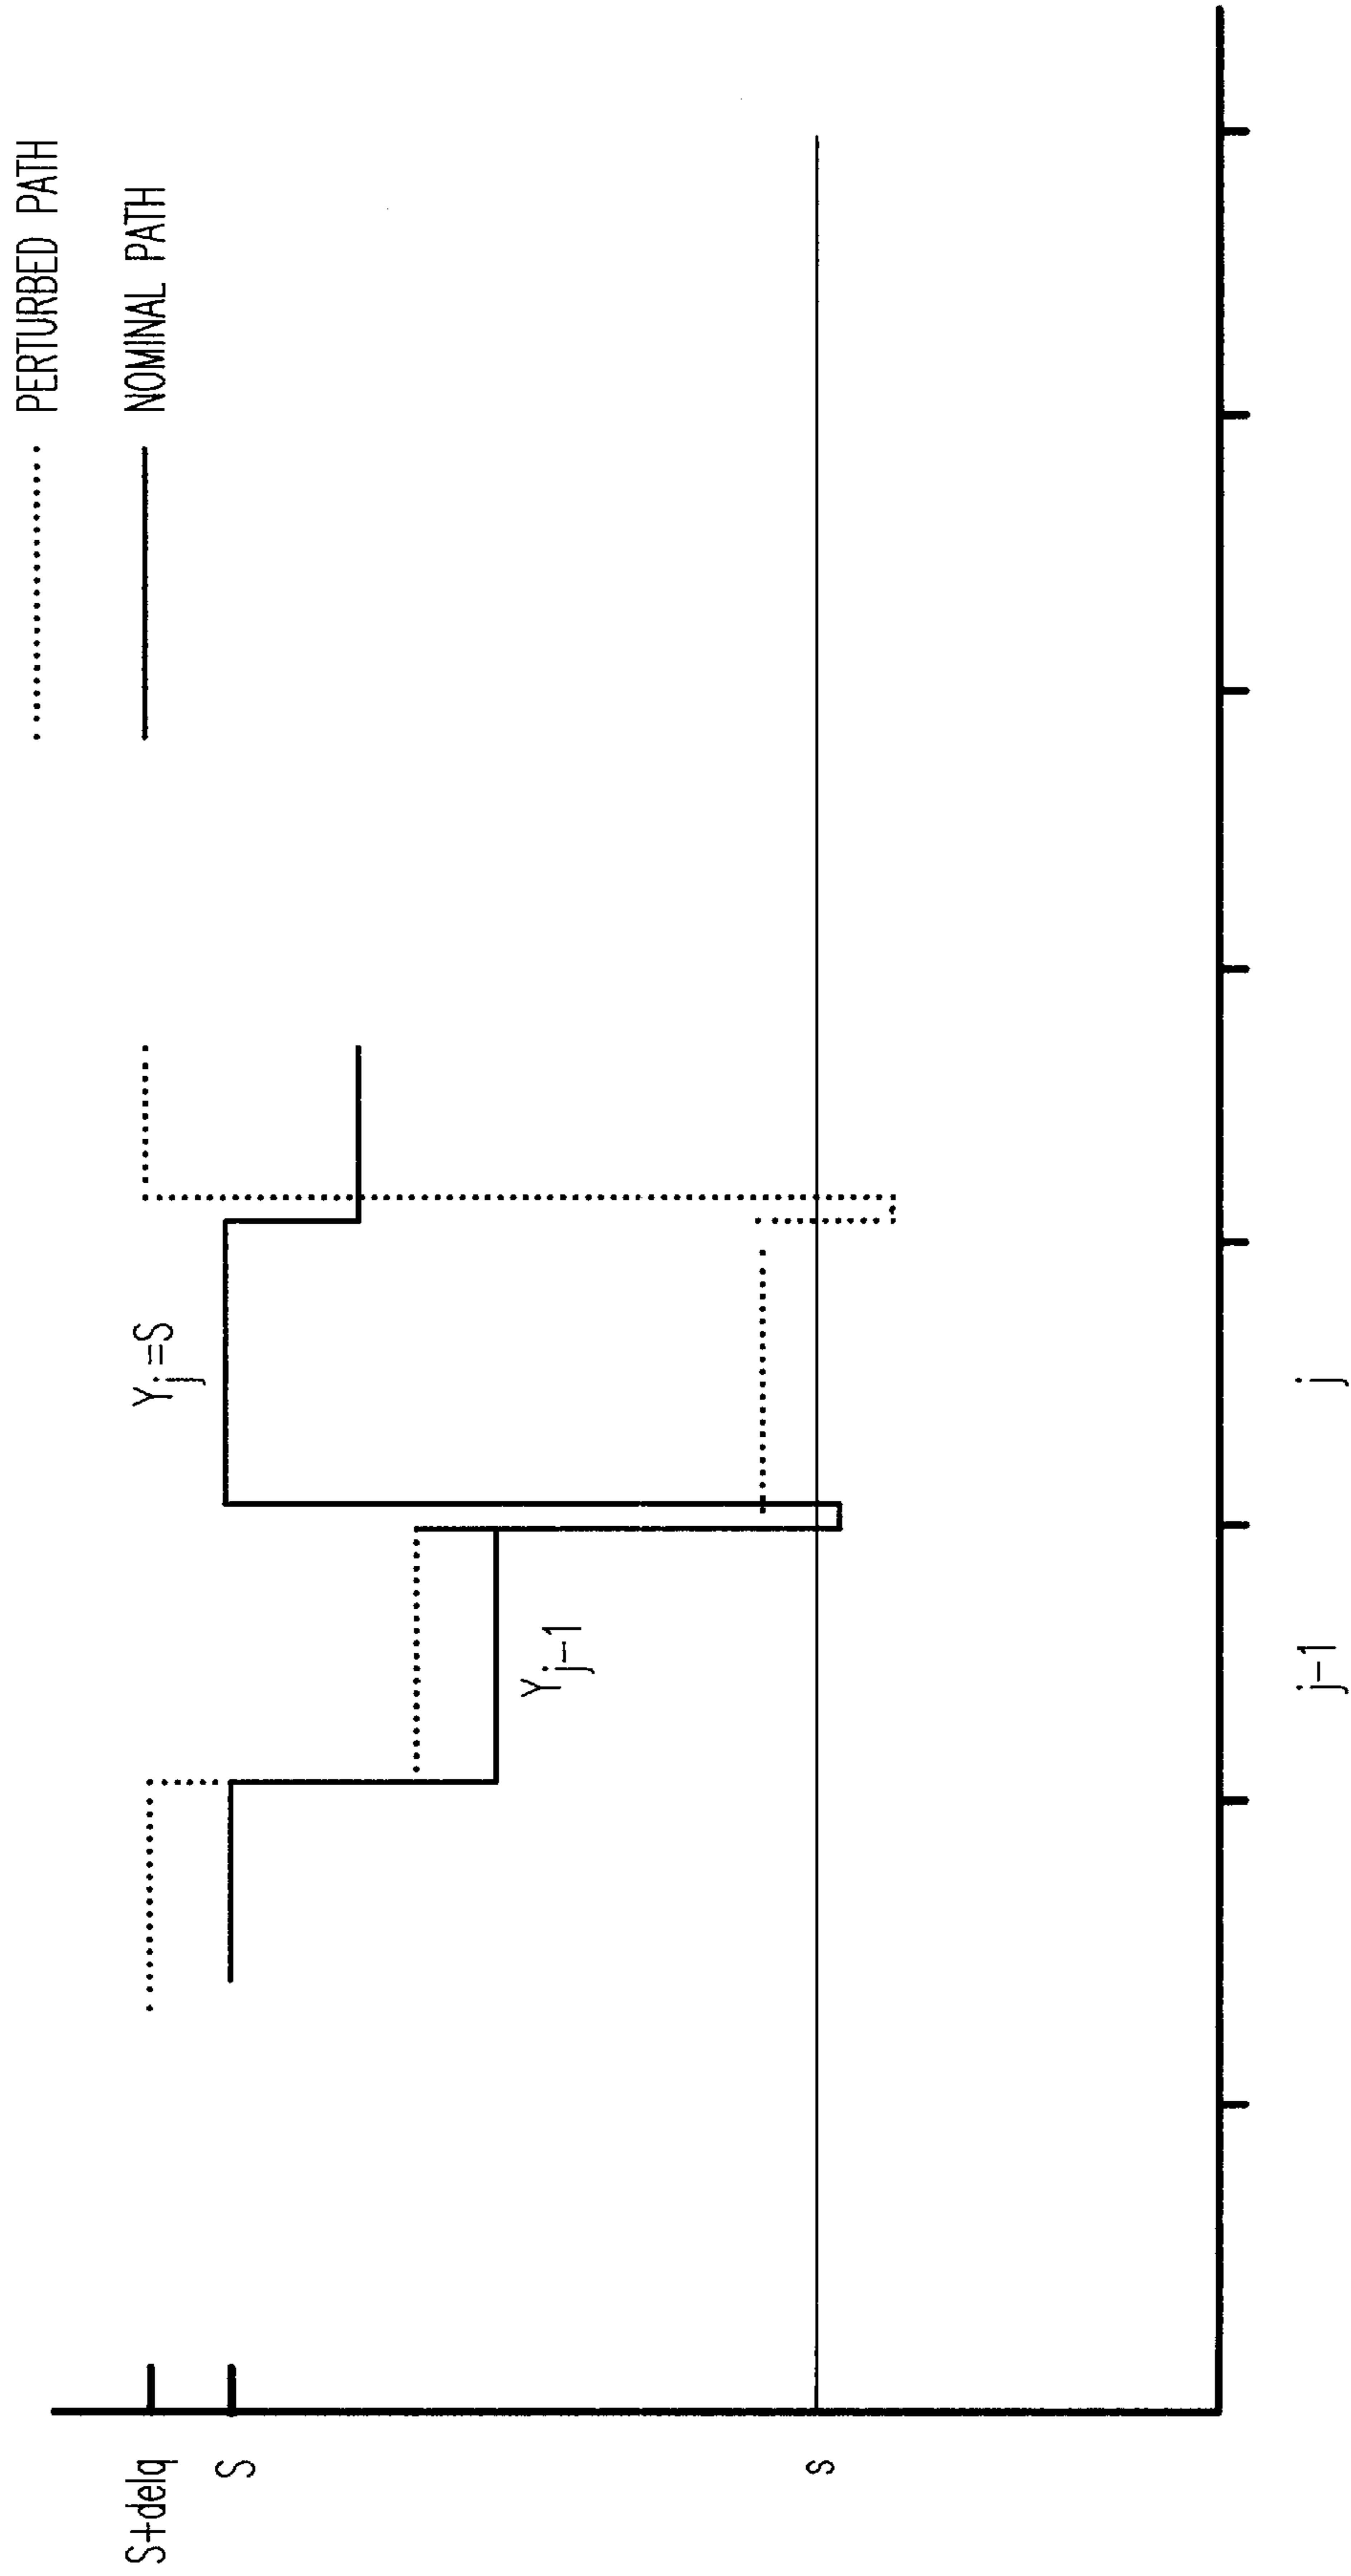 PERTURBED PATH
NOMINAL PATH
S+delq
S
Y_j=S
Y_j-1
s
j-1
j